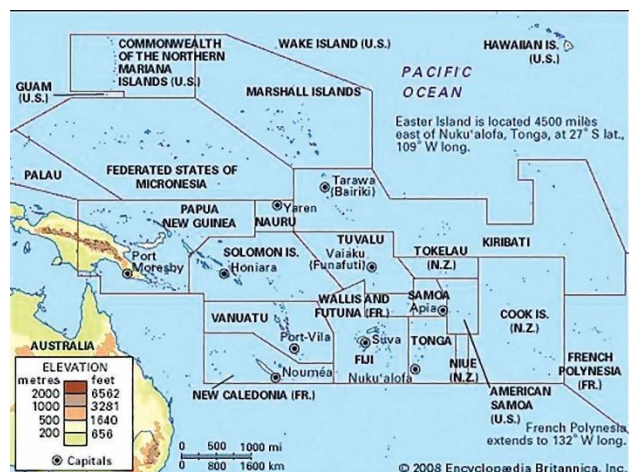 COMMONWEALTH
OF THE NORTHERN
MARIANA
ISLANDS (U.S.)
WAKE ISLAND (U.S.)
HAWAIIAN IS.
(U.S.)
GUAM
(U.S.)
MARSHALL ISLANDS
PACIFIC
OCEAN
Easter Island is located 4500 miles
east of Nukuʻalofa, Tonga, at 27° S lat.,
109° W long.
PALAU
FEDERATED STATES OF
MICRONESIA
Tarawa
(Bairiki)
PAPUA
NEW GUINEA
Yaren
NAURU
KIRIBATI
Port
Moresby
SOLOMON IS.
Honiara
TUVALU
Vaiaku
(Funafuti)
TOKELAU
(N.Z.)
WALLIS AND
FUTUNA (FR.)
SAMOA
Apia
COOK IS.
(N.Z.)
VANUATU
Port-Vila
Suva
FIJI
TONGA
Nukuʻalofa
NIUE
(N.Z.)
FRENCH
POLYNESIA
(FR.)
AUSTRALIA
Nouméa
NEW CALEDONIA (FR.)
AMERICAN
SAMOA
(U.S.)
ELEVATION
metres feet
2000 6562
1000 3281
500 1640
200 656
Capitals
0 500 1000 mi
0 800 1600 km
French Polynesia
extends to 132° W long.
© 2008 Encyclopædia Britannica, Inc.